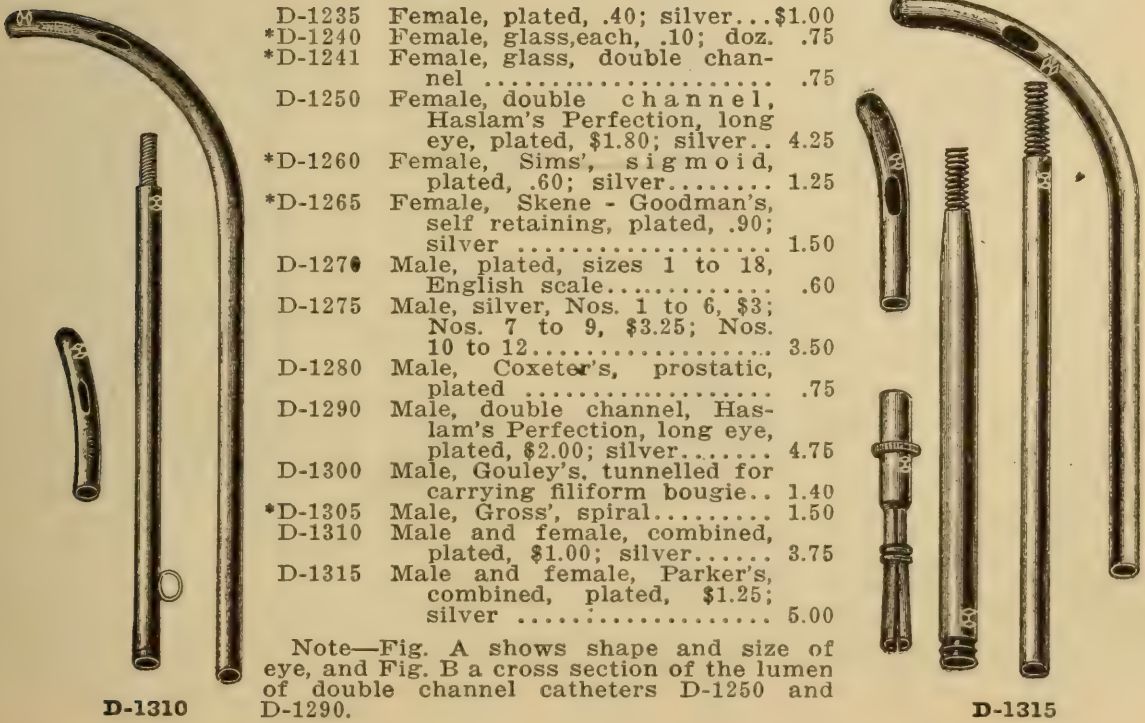 D-1235 Female, plated, .40; silver...$1.00
*D-1240 Female, glass,each, .10; doz. .75
*D-1241 Female, glass, double chan-
nel ...................... .75
D-1250 Female, double channel,
Haslam's Perfection, long
eye, plated, $1.80; silver.. 4.25
*D-1260 Female, Sims', sigmoid,
plated, .60; silver........ 1.25
*D-1265 Female, Skene - Goodman's,
self retaining, plated, .90;
silver ................... 1.50
D-1270 Male, plated, sizes 1 to 18,
English scale............. .60
D-1275 Male, silver, Nos. 1 to 6, $3;
Nos. 7 to 9, $3.25; Nos.
10 to 12.................. 3.50
D-1280 Male, Coxeter's, prostatic,
plated ................... .75
D-1290 Male, double channel, Has-
lam's Perfection, long eye,
plated, $2.00; silver....... 4.75
D-1300 Male, Gouley's, tunnelled for
carrying filiform bougie.. 1.40
*D-1305 Male, Gross', spiral......... 1.50
D-1310 Male and female, combined,
plated, $1.00; silver...... 3.75
D-1315 Male and female, Parker's,
combined, plated, $1.25;
silver ................... 5.00
Note—Fig. A shows shape and size of
eye, and Fig. B a cross section of the lumen
of double channel catheters D-1250 and
D-1290.
D-1310
D-1315